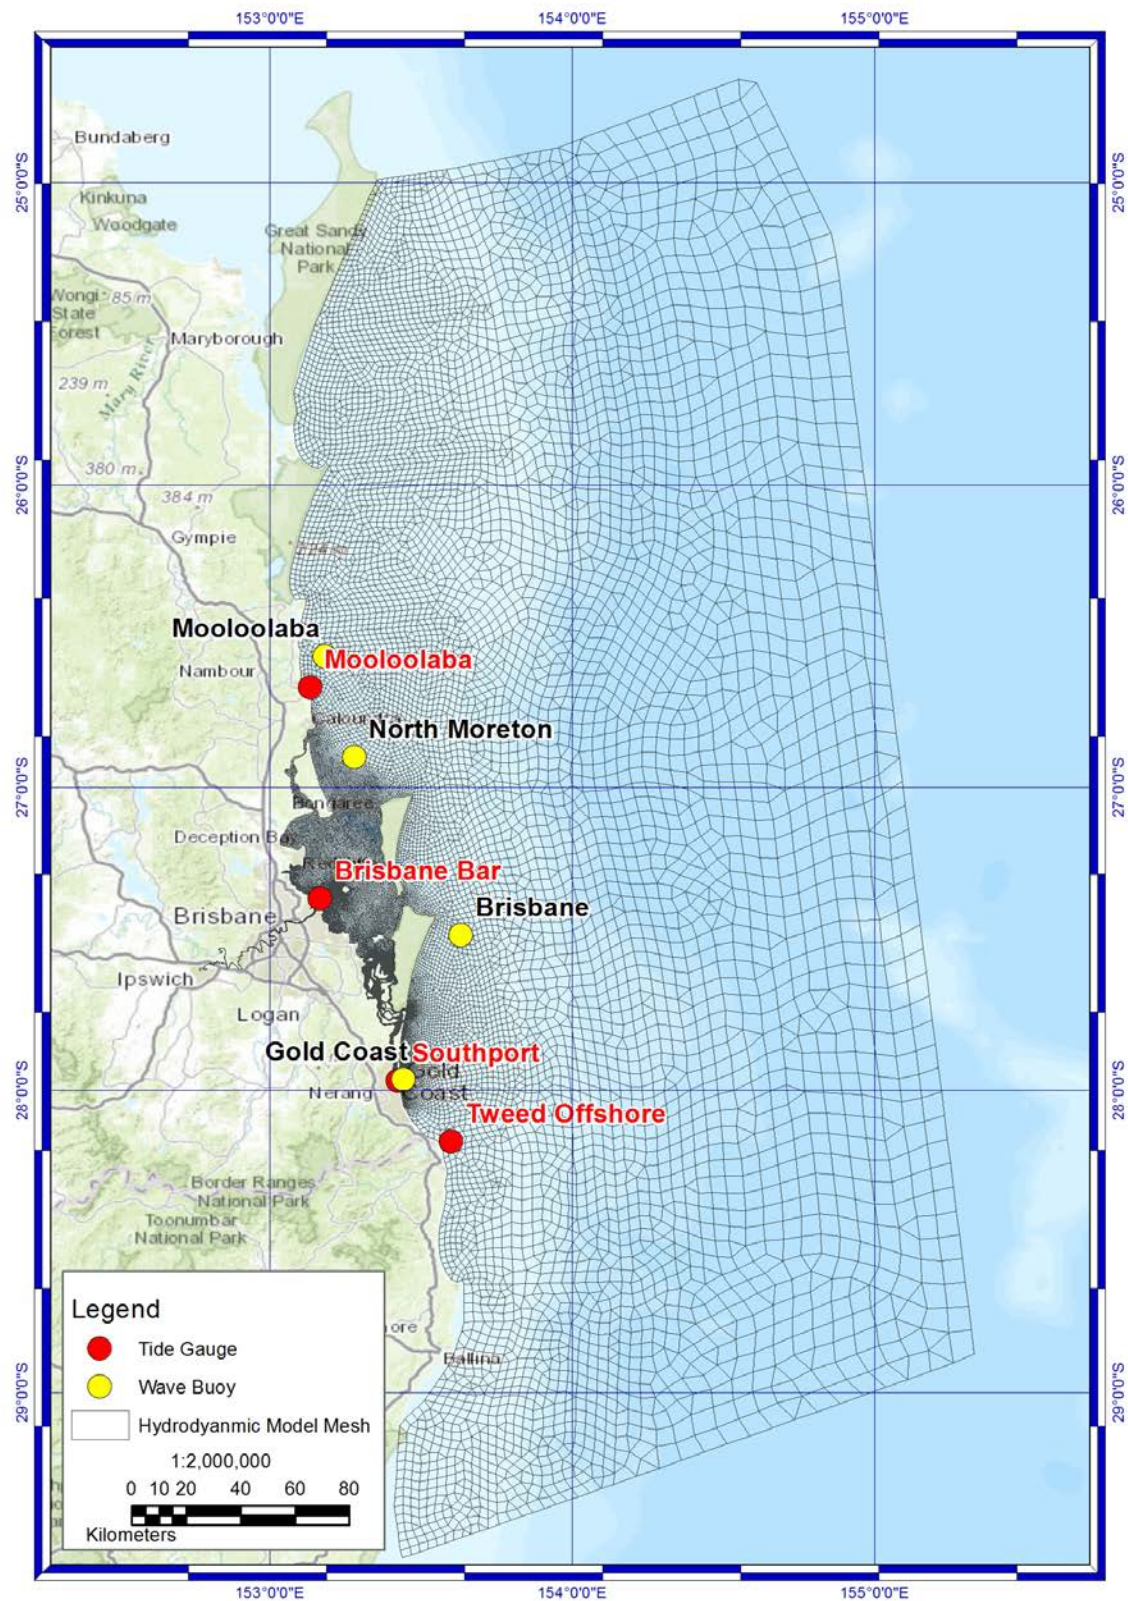 153°0'0"E
154°0'0"E
155°0'0"E
Bundaberg
25°0'0"S
25°0'0"S
Kinkuna
Woodgate
Great Sandy
National
Park
Wongi
State
Forest
85 m
Maryborough
Mary River
239 m
380 m
26°0'0"S
26°0'0"S
384 m
Gympie
Mooloolaba
Mooloolaba
Nambour
North Moreton
27°0'0"S
27°0'0"S
Bongaree
Deception Bay
Brisbane Bar
Brisbane
Brisbane
Ipswich
Logan
Gold Coast
Southport
Gold
Coast
Nerang
28°0'0"S
28°0'0"S
Tweed Offshore
Border Ranges
National Park
Toonumbar
National Park
Legend
Tide Gauge
Wave Buoy
Hydrodyanmic Model Mesh
1:2,000,000
0 10 20 40 60 80
Kilometers
ore
Ballina
29°0'0"S
29°0'0"S
153°0'0"E
154°0'0"E
155°0'0"E